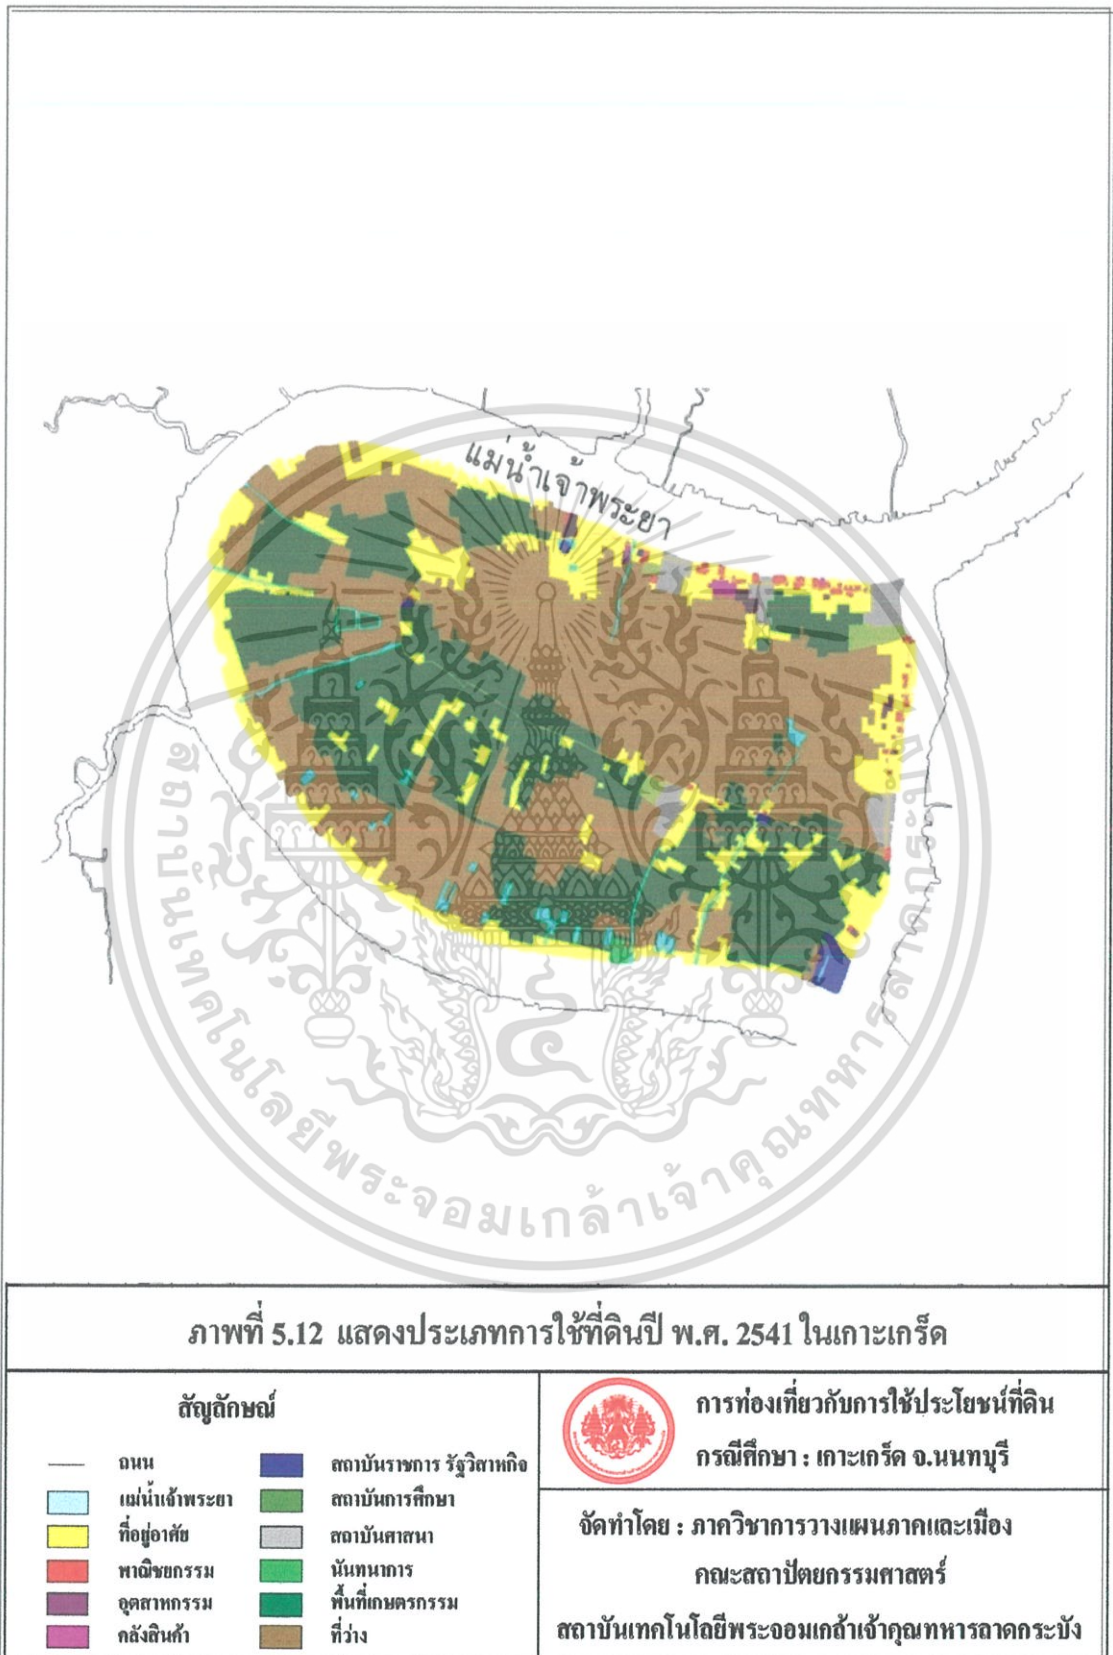 แม่น้ำเจ้าพระยา
สถาบันเทคโนโลยีพระจอมเกล้าเจ้าคุณทหารลาดกระบัง
ภาพที่ 5.12 แสดงประเภทการใช้ที่ดินปี พ.ศ. 2541 ในเกาะเกร็ด
สัญลักษณ์
ถนน
แม่น้ำเจ้าพระยา
ที่อยู่อาศัย
พาณิชยกรรม
อุตสาหกรรม
คลังสินค้า
สถาบันราชการ รัฐวิสาหกิจ
สถาบันการศึกษา
สถาบันศาสนา
นันทนาการ
พื้นที่เกษตรกรรม
ที่ว่าง
การท่องเที่ยวกับการใช้ประโยชน์ที่ดิน
กรณีศึกษา : เกาะเกร็ด จ.นนทบุรี
จัดทำโดย : ภาควิชาการวางแผนภาคและเมือง
คณะสถาปัตยกรรมศาสตร์
สถาบันเทคโนโลยีพระจอมเกล้าเจ้าคุณทหารลาดกระบัง